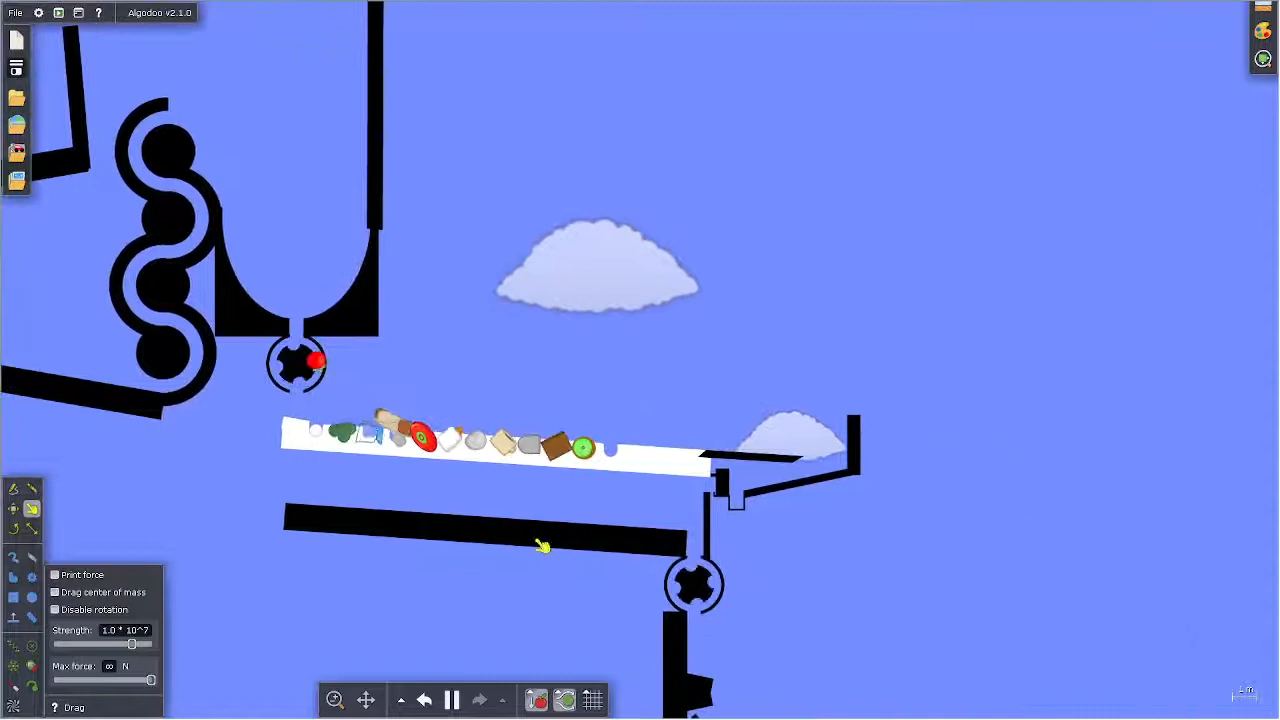 File ? Algodoo v2.1.0
Print force
Drag center of mass
Disable rotation
Strength: 1.0 * 10^7
Max force: ∞ N
? Drag
1 m